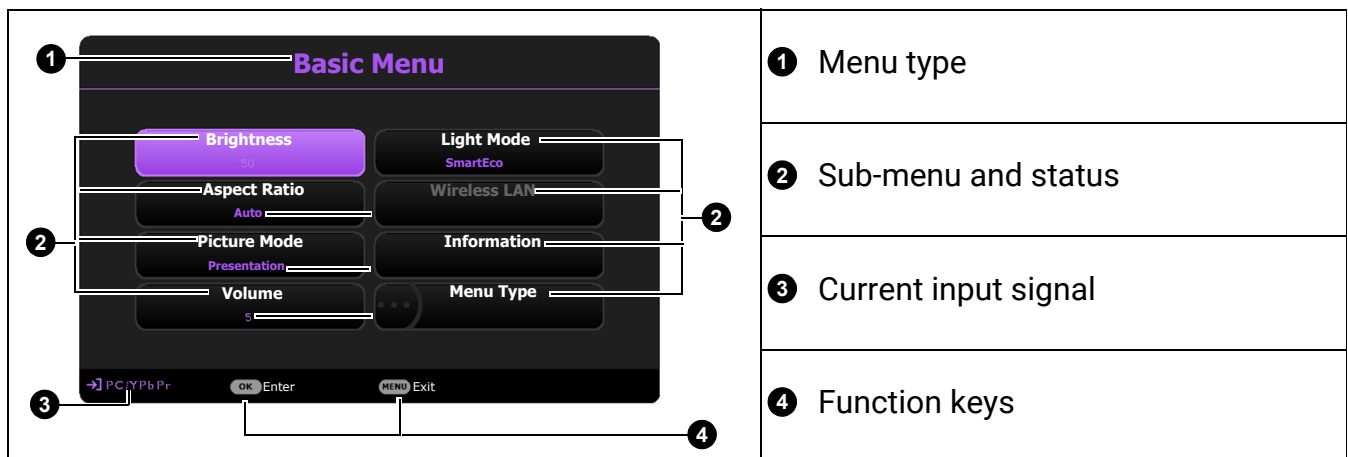 1
Basic Menu
Brightness
50
Light Mode
SmartEco
Aspect Ratio
Auto
Wireless LAN
2
2
Picture Mode
Presentation
Information
Volume
5
Menu Type
PC/YPbPr
OK Enter
MENU Exit
3
4
1 Menu type
2 Sub-menu and status
3 Current input signal
4 Function keys